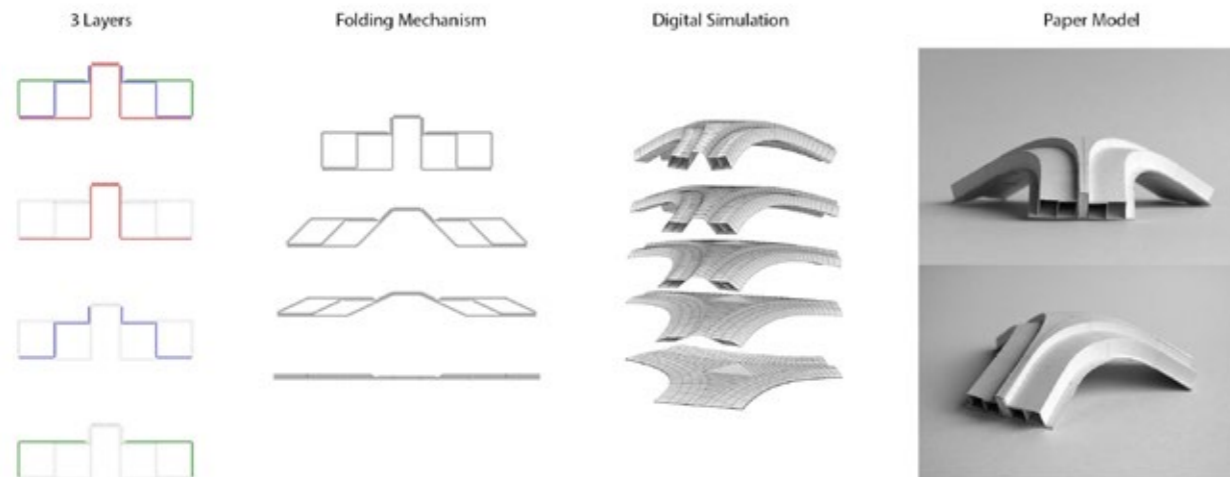 3 Layers
Folding Mechanism
Digital Simulation
Paper Model